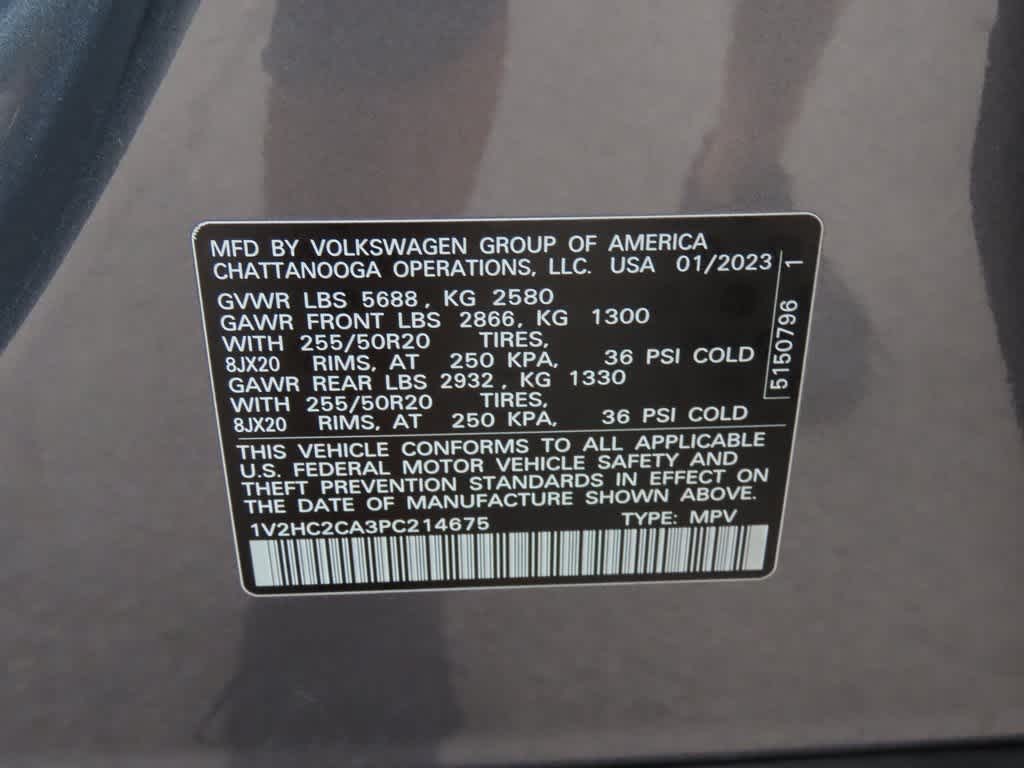 MFD BY VOLKSWAGEN GROUP OF AMERICA
CHATTANOOGA OPERATIONS, LLC. USA 01/2023
GVWR LBS 5688, KG 2580
GAWR FRONT LBS 2866, KG 1300
WITH 255/50R20 TIRES,
8JX20 RIMS, AT 250 KPA, 36 PSI COLD
GAWR REAR LBS 2932, KG 1330
WITH 255/50R20 TIRES,
8JX20 RIMS, AT 250 KPA, 36 PSI COLD
THIS VEHICLE CONFORMS TO ALL APPLICABLE
U.S. FEDERAL MOTOR VEHICLE SAFETY AND
THEFT PREVENTION STANDARDS IN EFFECT ON
THE DATE OF MANUFACTURE SHOWN ABOVE.
1V2HC2CA3PC214675 TYPE: MPV
5150796 1